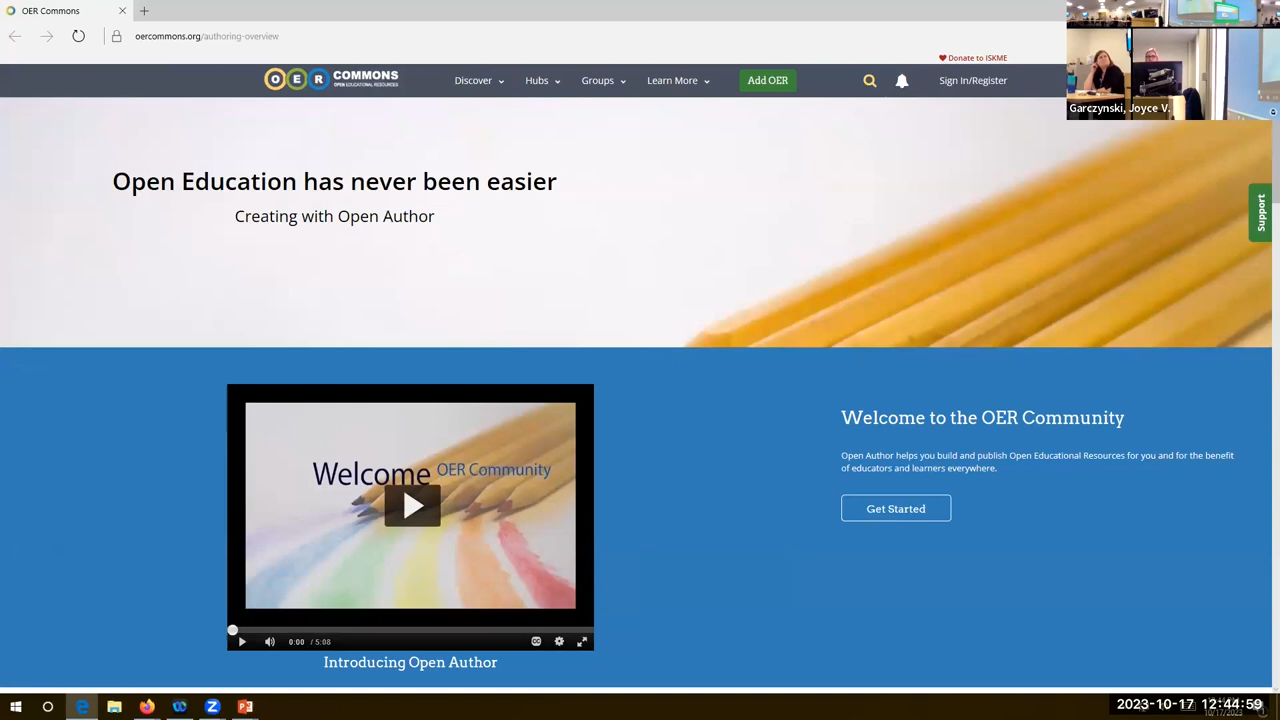 OER Commons
oercommons.org/authoring-overview
Donate to ISKME
OER COMMONS
OPEN EDUCATIONAL RESOURCES
Discover
Hubs
Groups
Learn More
Add OER
Sign In/Register
Garczynski, Joyce V.
Open Education has never been easier
Creating with Open Author
Support
Welcome OER Community
0:00 / 5:08
Introducing Open Author
Welcome to the OER Community
Open Author helps you build and publish Open Educational Resources for you and for the benefit
of educators and learners everywhere.
Get Started
2023-10-17 12:44:59
10/17/2023